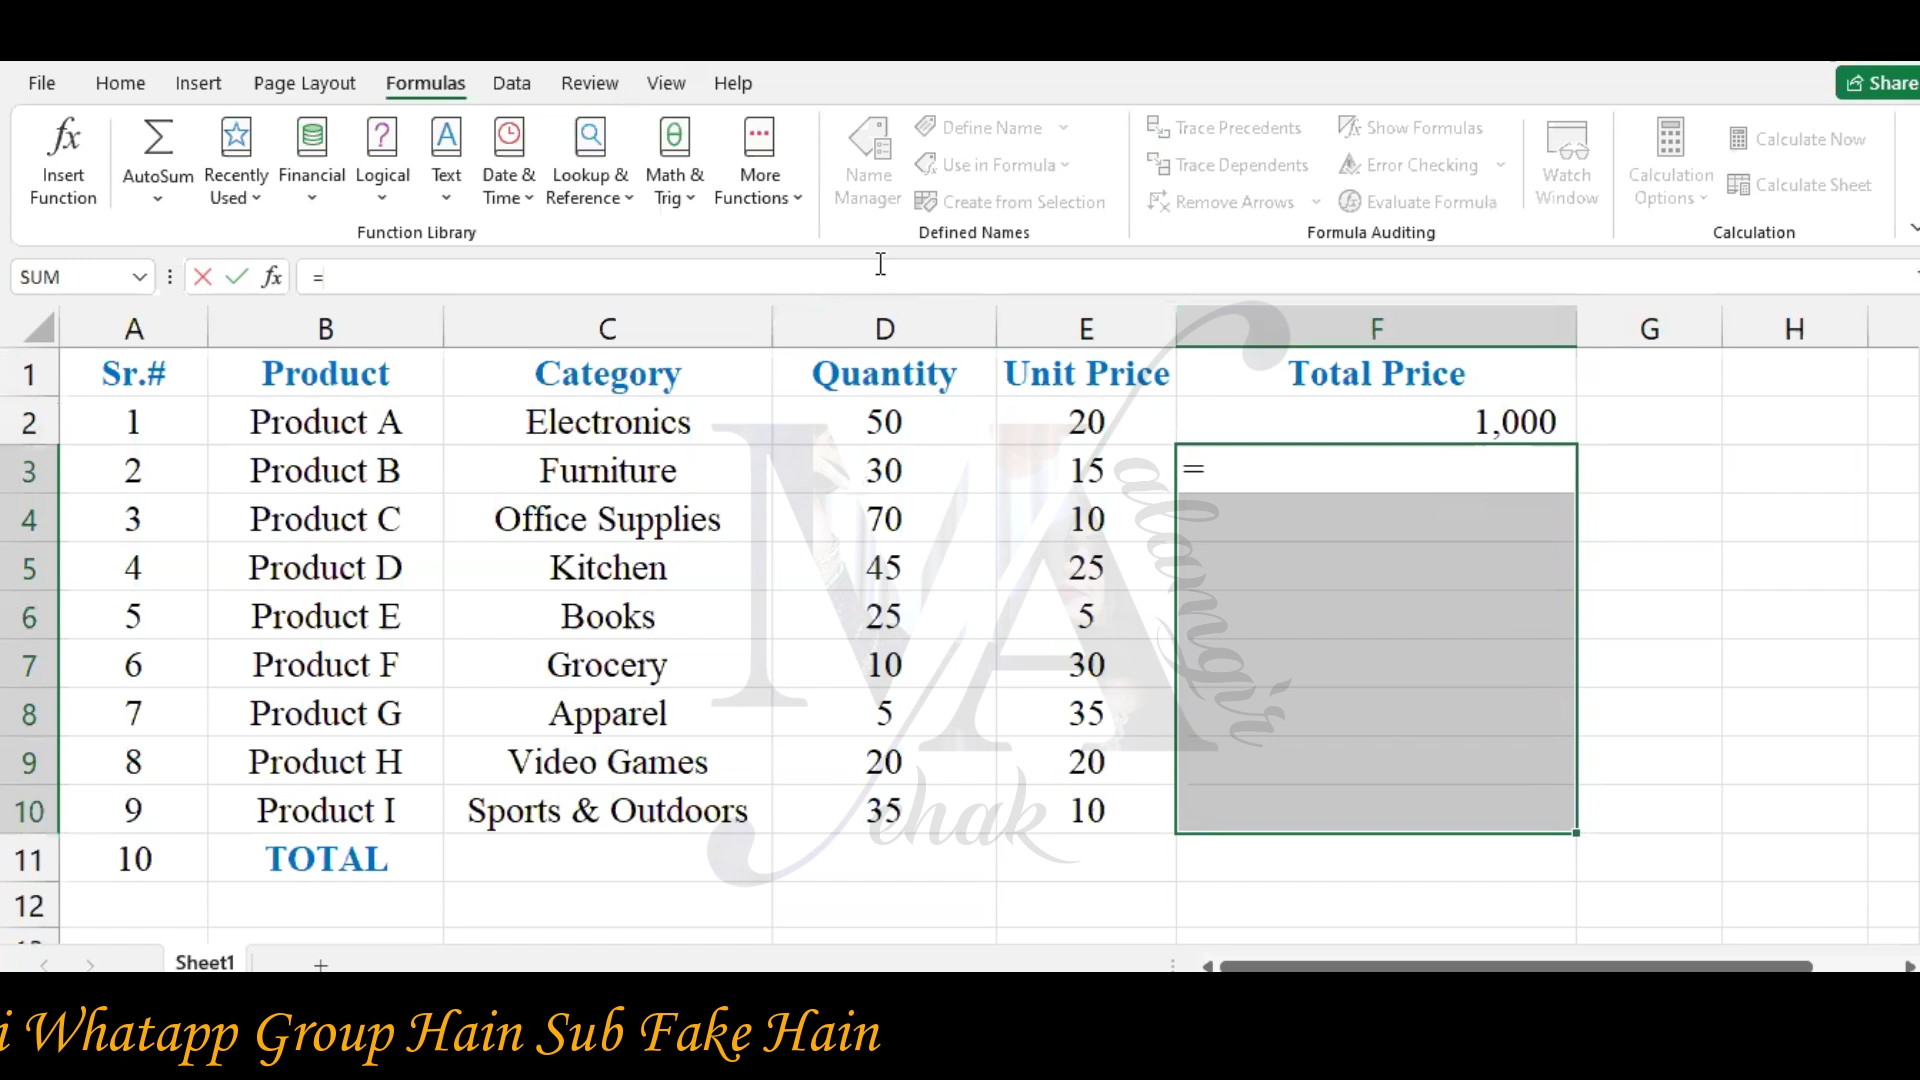 File Home Insert Page Layout Formulas Data Review View Help Share
fx Insert Function AutoSum Recently Used Financial Logical Text Date & Time Lookup & Reference Math & Trig More Functions
Name Manager Define Name Use in Formula Create from Selection
Trace Precedents Trace Dependents Remove Arrows Show Formulas Error Checking Evaluate Formula Watch Window
Calculation Options Calculate Now Calculate Sheet
Function Library Defined Names Formula Auditing Calculation
SUM fx =
A B C D E F G H
1 Sr.# Product Category Quantity Unit Price Total Price
2 1 Product A Electronics 50 20 1,000
3 2 Product B Furniture 30 15 =
4 3 Product C Office Supplies 70 10
5 4 Product D Kitchen 45 25
6 5 Product E Books 25 5
7 6 Product F Grocery 10 30
8 7 Product G Apparel 5 35
9 8 Product H Video Games 20 20
10 9 Product I Sports & Outdoors 35 10
11 10 TOTAL
12
Sheet1 +
i Whatapp Group Hain Sub Fake Hain